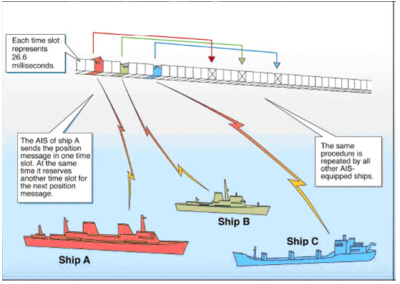 Each time slot
represents
26.6
milliseconds.
The AIS of ship A
sends the position
message in one time
slot. At the same
time it reserves
another time slot for
the next position
message.
The same
procedure is
repeated by all
other AIS-
equipped ships.
Ship B
Ship C
Ship A